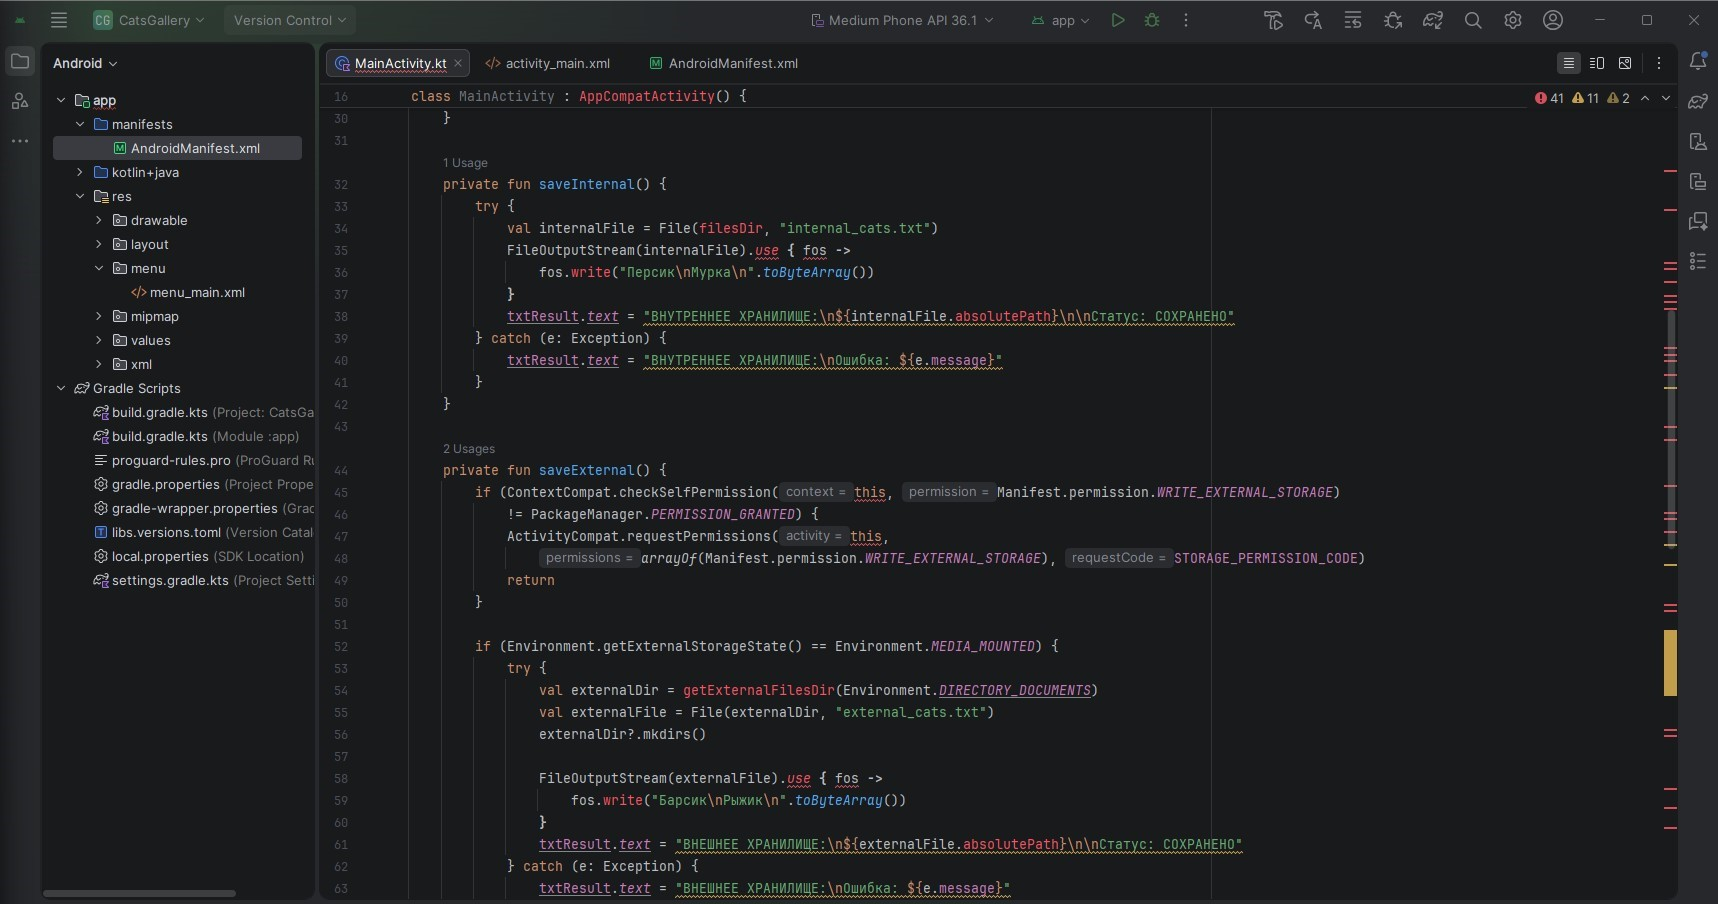 CG CatsGallery Version Control Medium Phone API 36.1 app
Android
app
manifests
AndroidManifest.xml
kotlin+java
res
drawable
layout
menu
menu_main.xml
mipmap
values
xml
Gradle Scripts
build.gradle.kts (Project: CatsGa
build.gradle.kts (Module :app)
proguard-rules.pro (ProGuard Ru
gradle.properties (Project Prope
gradle-wrapper.properties (Grad
libs.versions.toml (Version Catal
local.properties (SDK Location)
settings.gradle.kts (Project Setti
MainActivity.kt activity_main.xml AndroidManifest.xml
16 class MainActivity : AppCompatActivity() { 41 11 2
30 }
31
1 Usage
32 private fun saveInternal() {
33 try {
34 val internalFile = File(filesDir, "internal_cats.txt")
35 FileOutputStream(internalFile).use { fos ->
36 fos.write("Персик\nМурка\n".toByteArray())
37 }
38 txtResult.text = "ВНУТРЕННЕЕ ХРАНИЛИЩЕ:\n${internalFile.absolutePath}\n\nСтатус: СОХРАНЕНО"
39 } catch (e: Exception) {
40 txtResult.text = "ВНУТРЕННЕЕ ХРАНИЛИЩЕ:\nОшибка: ${e.message}"
41 }
42 }
43
2 Usages
44 private fun saveExternal() {
45 if (ContextCompat.checkSelfPermission( context = this, permission = Manifest.permission.WRITE_EXTERNAL_STORAGE)
46 != PackageManager.PERMISSION_GRANTED) {
47 ActivityCompat.requestPermissions( activity = this,
48 permissions = arrayOf(Manifest.permission.WRITE_EXTERNAL_STORAGE), requestCode = STORAGE_PERMISSION_CODE)
49 return
50 }
51
52 if (Environment.getExternalStorageState() == Environment.MEDIA_MOUNTED) {
53 try {
54 val externalDir = getExternalFilesDir(Environment.DIRECTORY_DOCUMENTS)
55 val externalFile = File(externalDir, "external_cats.txt")
56 externalDir?.mkdirs()
57
58 FileOutputStream(externalFile).use { fos ->
59 fos.write("Барсик\nРыжик\n".toByteArray())
60 }
61 txtResult.text = "ВНЕШНЕЕ ХРАНИЛИЩЕ:\n${externalFile.absolutePath}\n\nСтатус: СОХРАНЕНО"
62 } catch (e: Exception) {
63 txtResult.text = "ВНЕШНЕЕ ХРАНИЛИЩЕ:\nОшибка: ${e.message}"